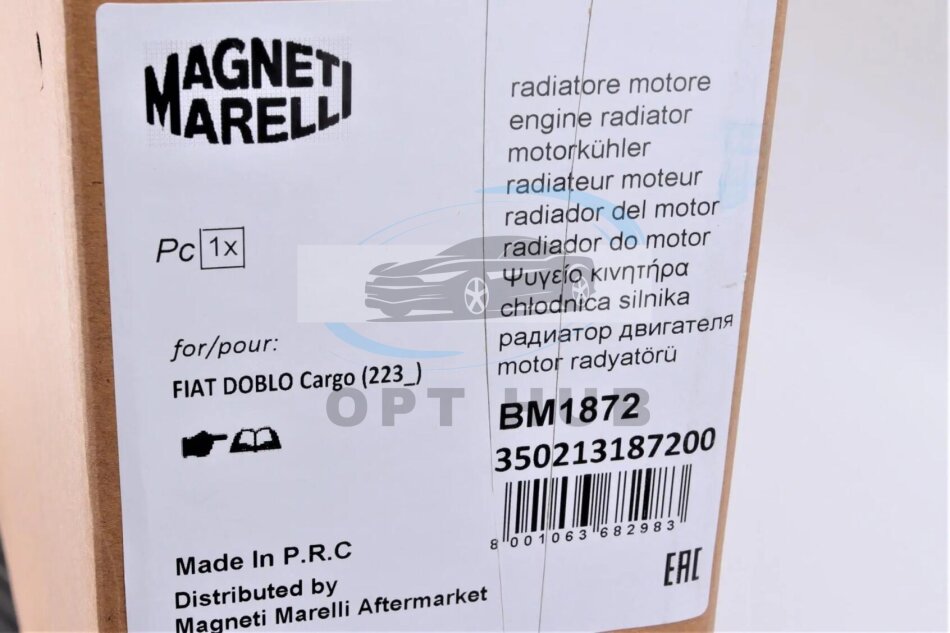 MAGNETI
MARELLI
Pc 1x
for/pour:
FIAT DOBLO Cargo (223_)
radiatore motore
engine radiator
motorkühler
radiateur moteur
radiador del motor
radiador do motor
Ψυγείο κινητήρα
chłodnica silnika
радиатор двигателя
motor radyatörü
OPT HUB
BM1872
350213187200
8 001063 682983
EAC
Made In P.R.C
Distributed by
Magneti Marelli Aftermarket